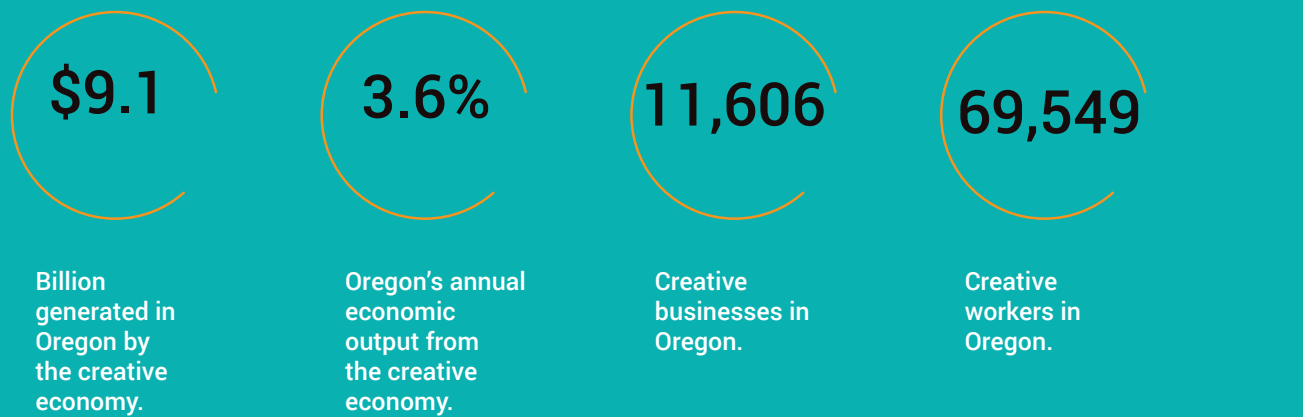 $9.1
Billion
generated in
Oregon by
the creative
economy.
3.6%
Oregon’s annual
economic
output from
the creative
economy.
11,606
Creative
businesses in
Oregon.
69,549
Creative
workers in
Oregon.